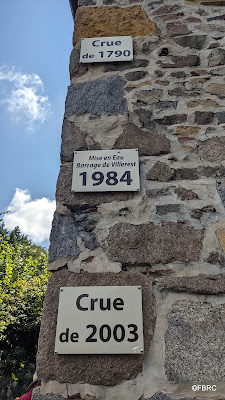 Crue
de 1790
Mise en Eau
Barrage de Villerest
1984
Crue
de 2003
©FBRC